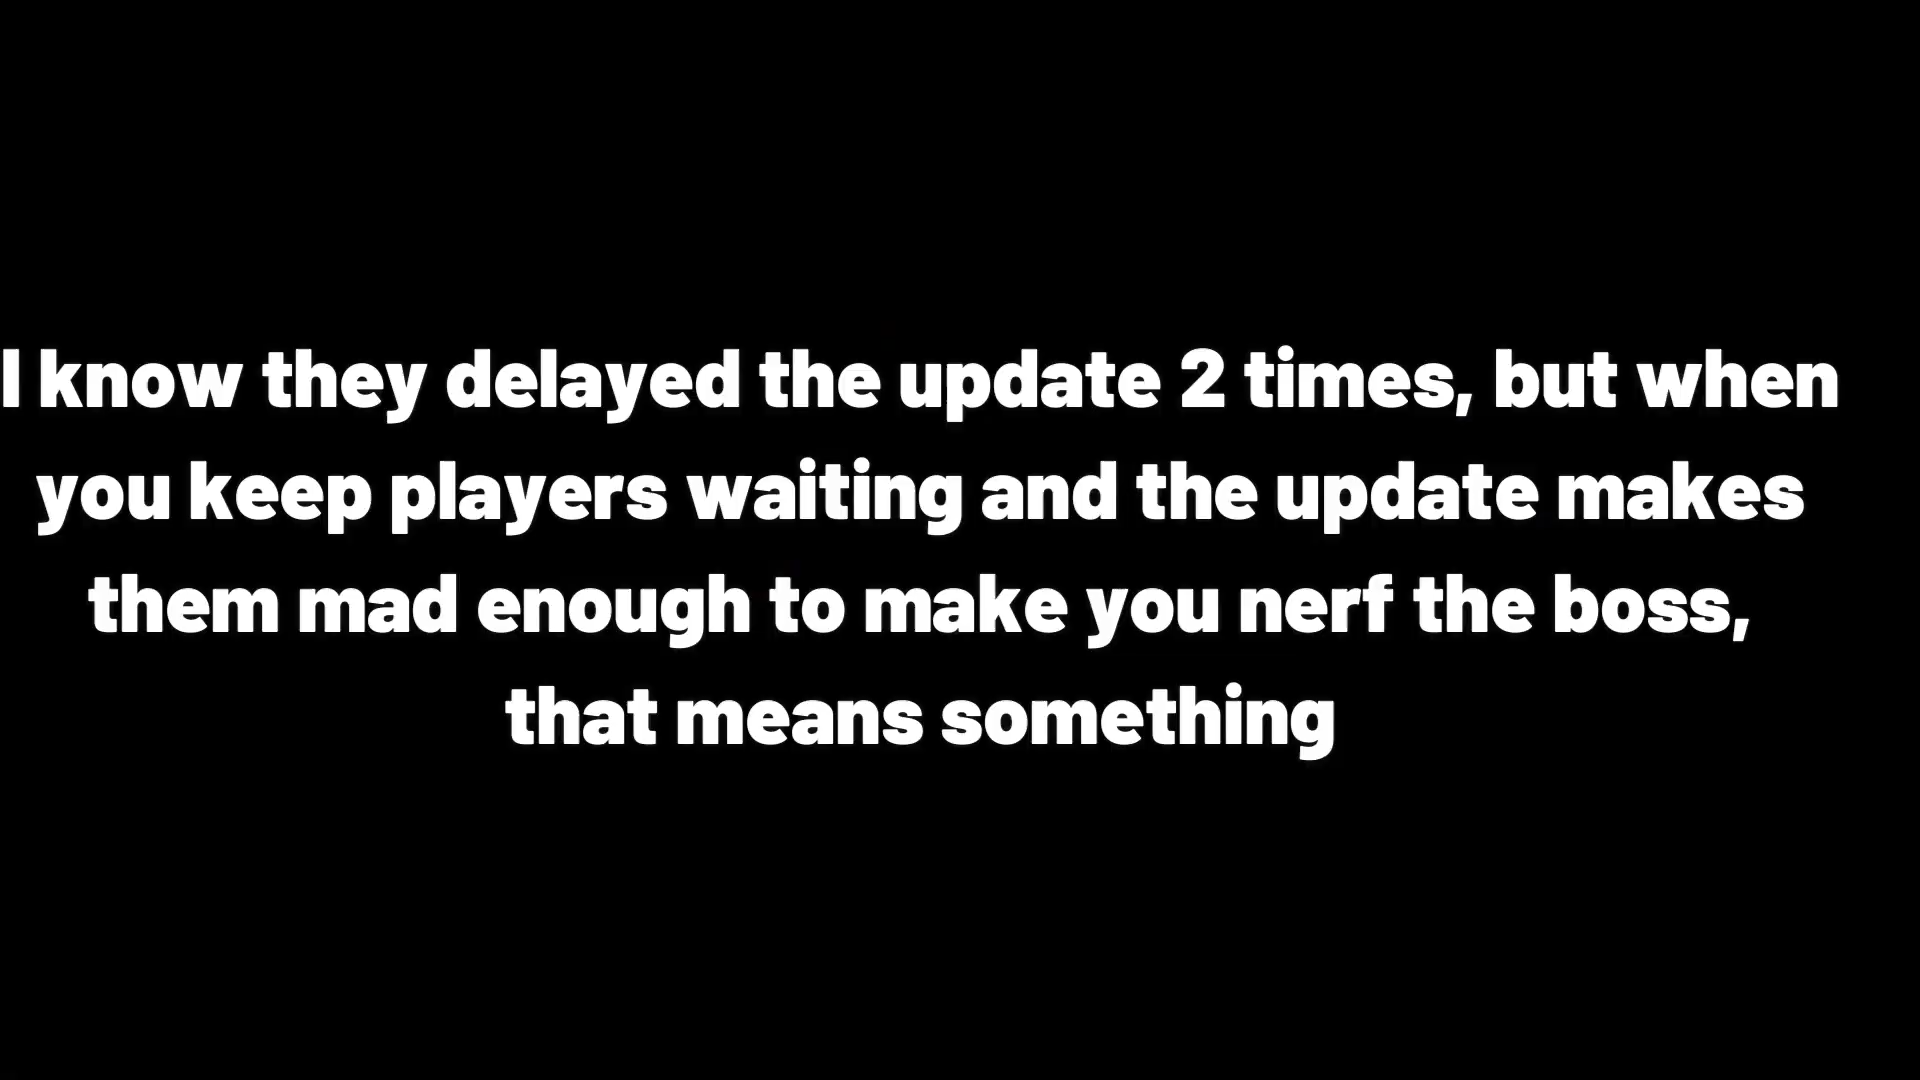 I know they delayed the update 2 times, but when
you keep players waiting and the update makes
them mad enough to make you nerf the boss,
that means something